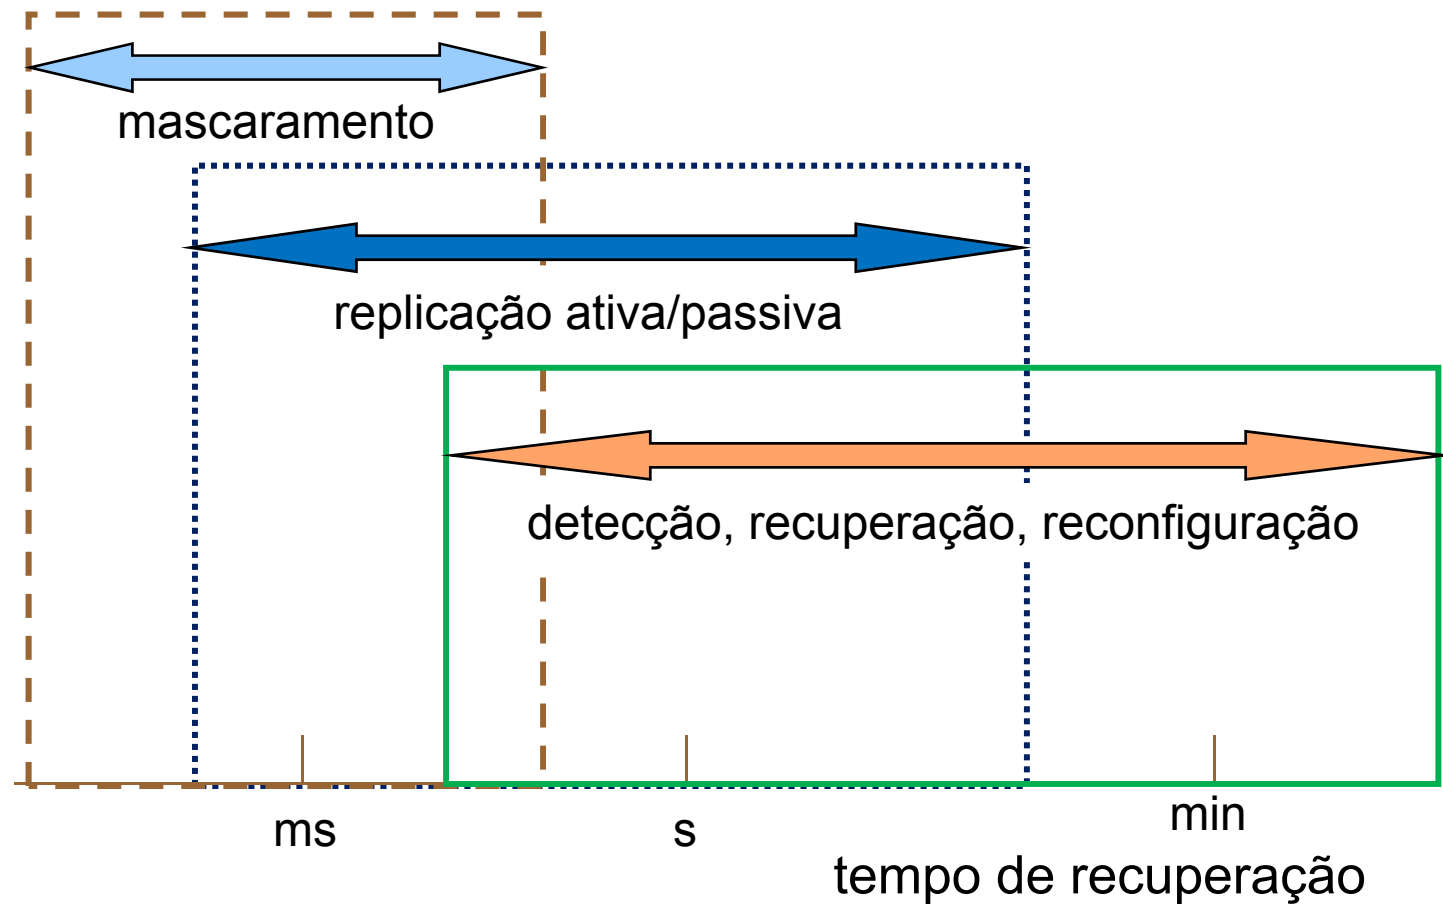 mascaramento
replicação ativa/passiva
detecção, recuperação, reconfiguração
ms
s
min
tempo de recuperação